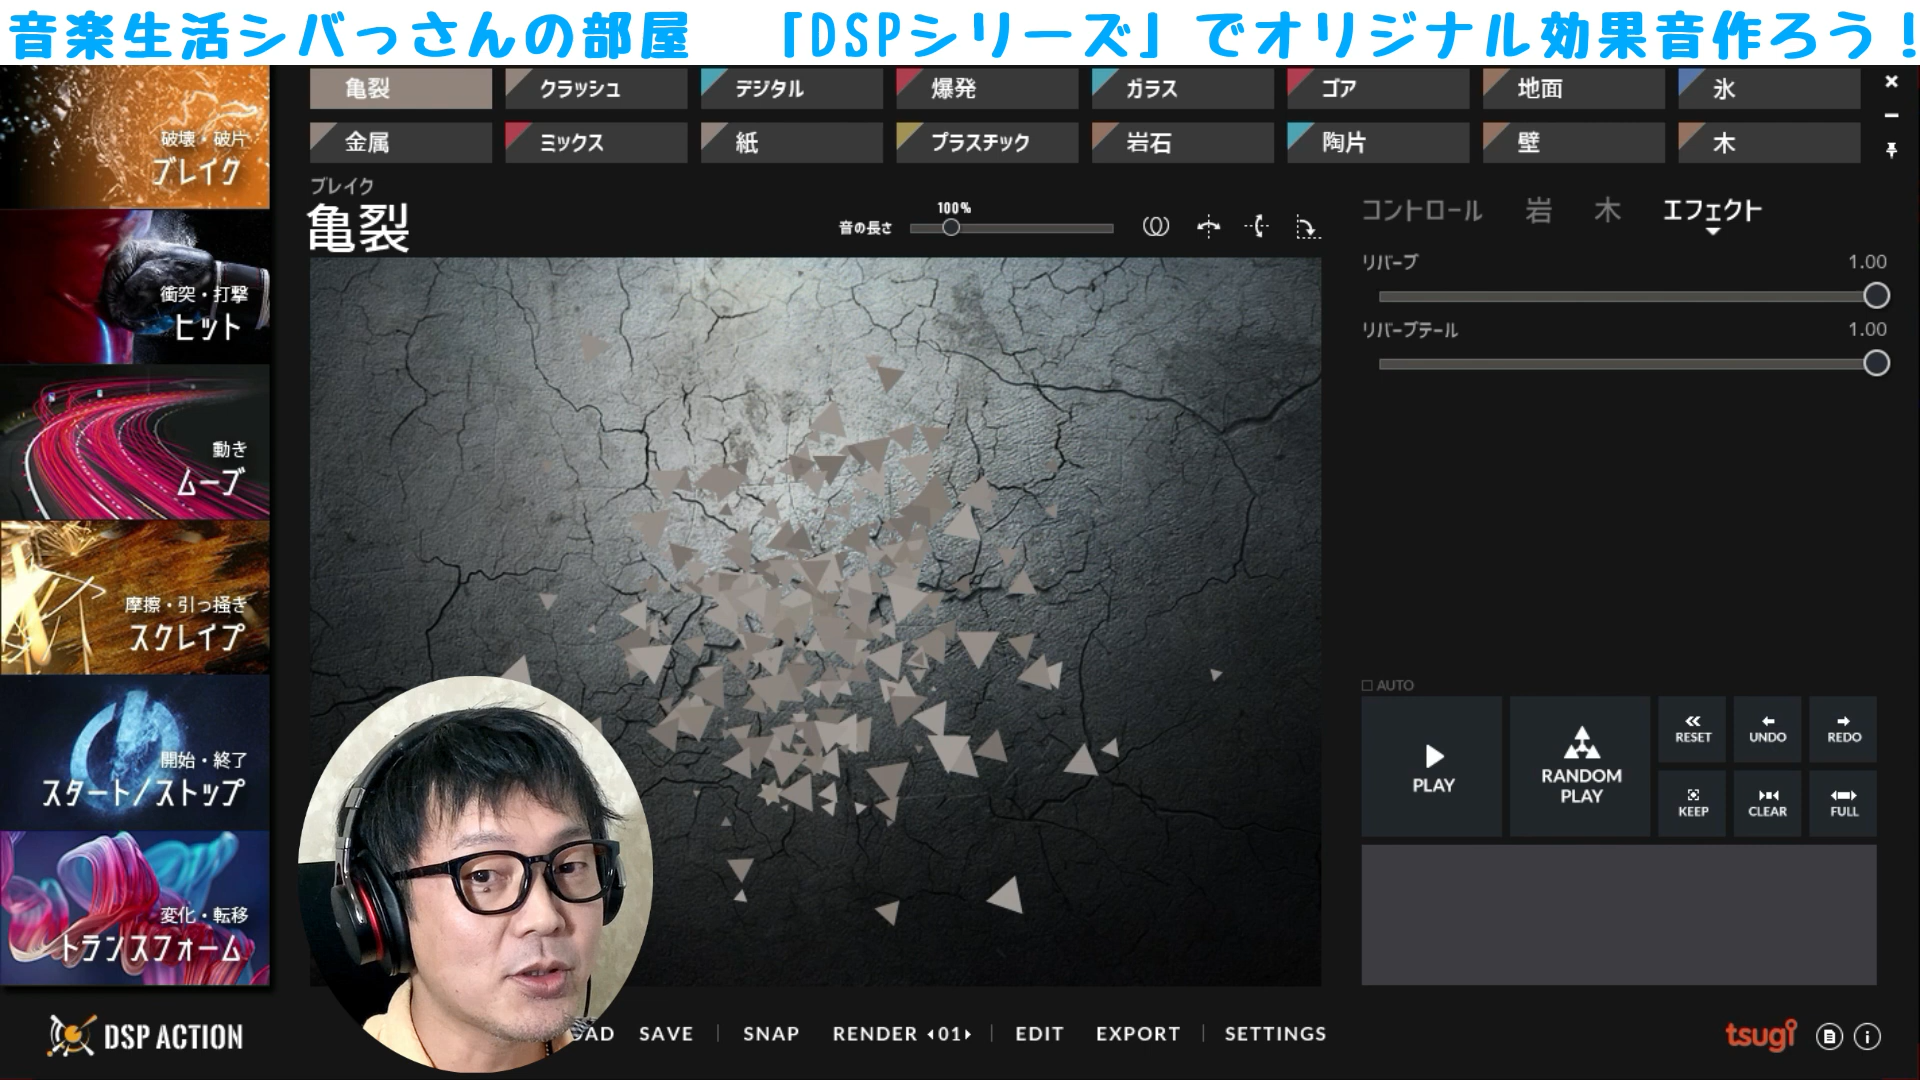 音楽生活シバっさんの部屋　「DSPシリーズ」でオリジナル効果音作ろう！
亀裂 クラッシュ デジタル 爆発 ガラス ゴア 地面 氷
金属 ミックス 紙 プラスチック 岩石 陶片 壁 木
破壊・破片
ブレイク
衝突・打撃
ヒット
動き
ムーブ
摩擦・引っ掻き
スクレイプ
開始・終了
スタート/ストップ
変化・転移
トランスフォーム
ブレイク
亀裂
音の長さ 100%
コントロール 岩 木 エフェクト
リバーブ 1.00
リバーブテール 1.00
AUTO
PLAY
RANDOM PLAY
RESET UNDO REDO
KEEP CLEAR FULL
DSP ACTION
SAVE SNAP RENDER 01 EDIT EXPORT SETTINGS
tsugi